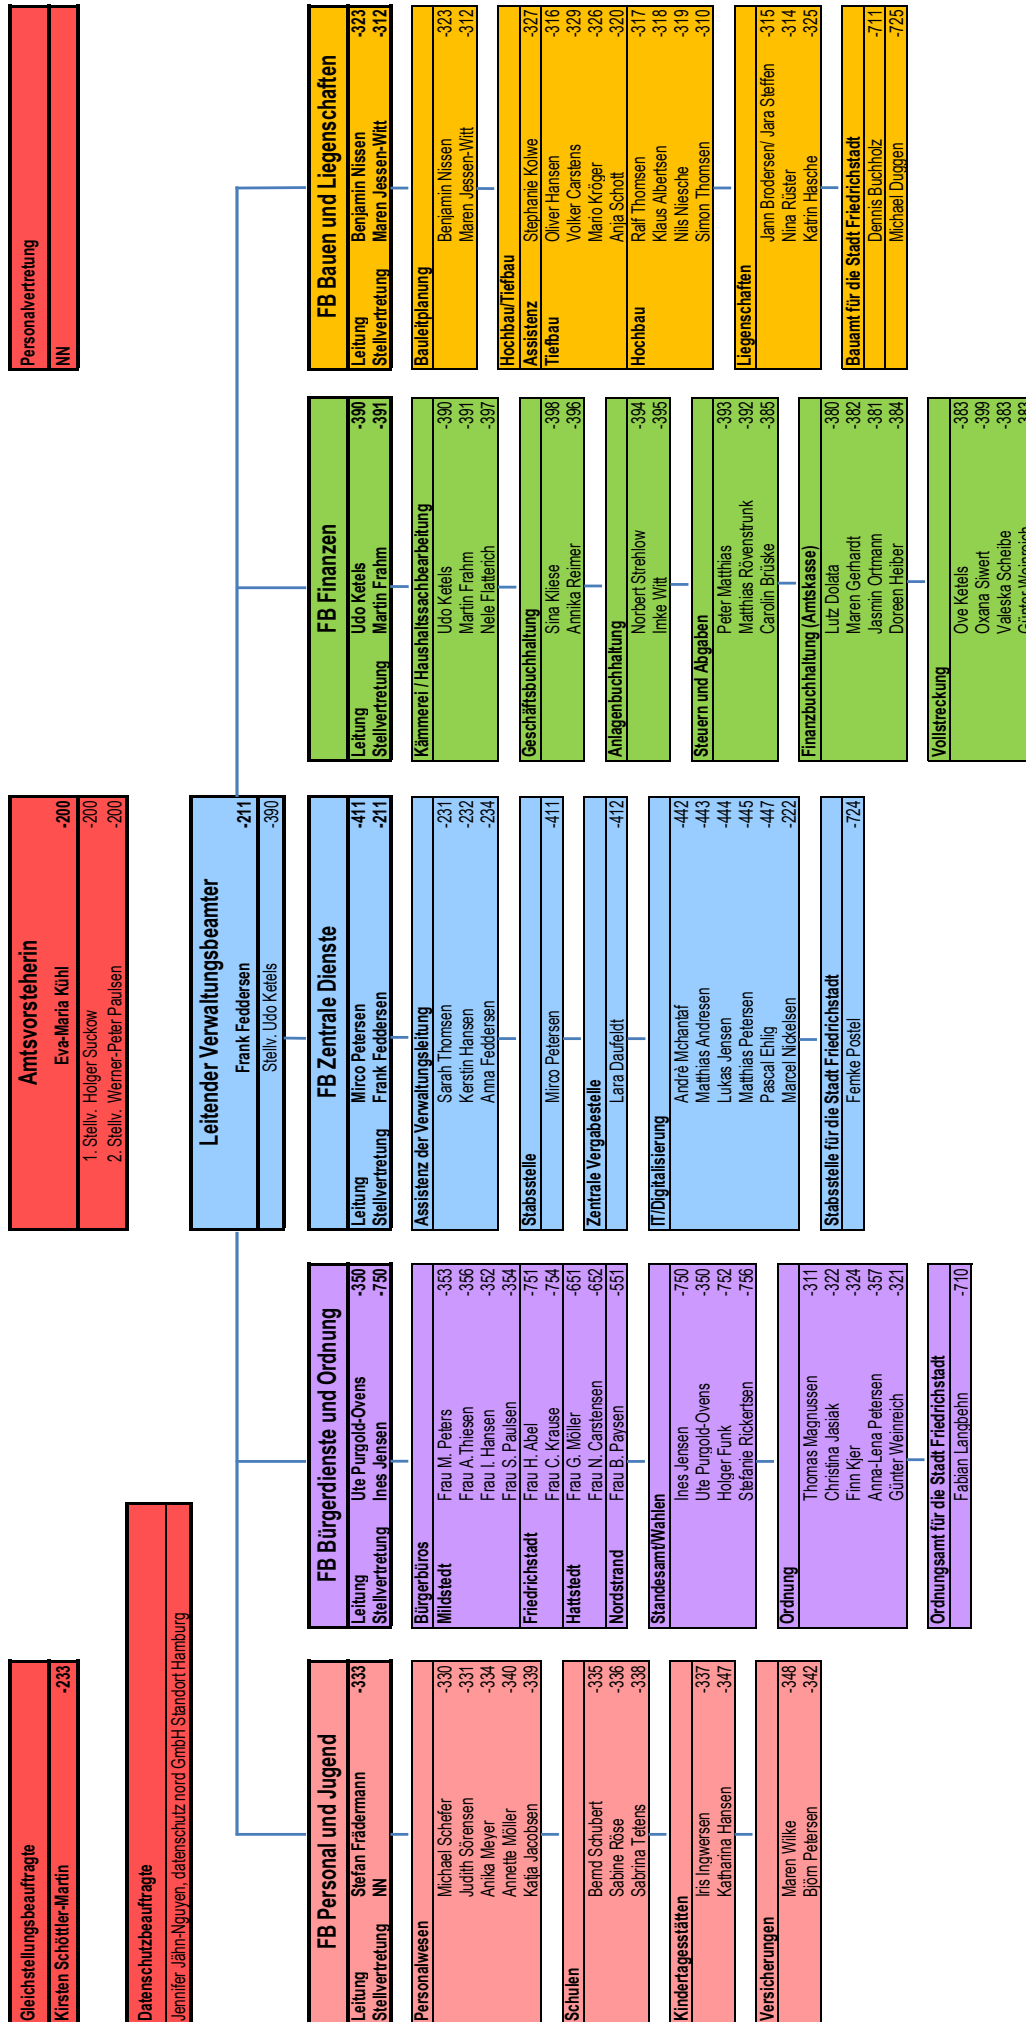 Gleichstellungsbeauftragte
Kirsten Schöttler-Martin -233
Datenschutzbeauftragte
Jennifer Jähn-Nguyen, datenschutz nord GmbH Standort Hamburg
Amtsvorsteherin
Eva-Maria Kühl -200
1. Stellv. Holger Suckow -200
2. Stellv. Werner-Peter Paulsen -200
Personalvertretung
NN
Leitender Verwaltungsbeamter
Frank Feddersen -211
Stellv. Udo Ketels -390
FB Personal und Jugend
Leitung Stefan Frädermann -333
Stellvertretung NN
Personalwesen
Michael Schefer -330
Judith Sörensen -331
Anika Meyer -334
Annette Möller -340
Katja Jacobsen -339
Schulen
Bernd Schubert -335
Sabine Röse -336
Sabrina Tetens -338
Kindertagesstätten
Iris Ingwersen -337
Katharina Hansen -347
Versicherungen
Maren Wilke -348
Björn Petersen -342
FB Bürgerdienste und Ordnung
Leitung Ute Purgold-Ovens -350
Stellvertretung Ines Jensen -750
Bürgerbüros
Mildstedt Frau M. Peters -353
Frau A. Thiesen -356
Frau I. Hansen -352
Frau S. Paulsen -354
Friedrichstadt Frau H. Abel -751
Frau C. Krause -754
Hattstedt Frau G. Möller -651
Frau N. Carstensen -652
Nordstrand Frau B. Paysen -551
Standesamt/Wahlen
Ines Jensen -750
Ute Purgold-Ovens -350
Holger Funk -752
Stefanie Rickertsen -756
Ordnung
Thomas Magnussen -311
Christina Jasiak -322
Finn Kjer -324
Anna-Lena Petersen -357
Günter Weinreich -321
Ordnungsamt für die Stadt Friedrichstadt
Fabian Langbehn -710
FB Zentrale Dienste
Leitung Mirco Petersen -411
Stellvertretung Frank Feddersen -211
Assistenz der Verwaltungsleitung
Sarah Thomsen -231
Kerstin Hansen -232
Anna Feddersen -234
Stabsstelle
Mirco Petersen -411
Zentrale Vergabestelle
Lara Daufeldt -412
IT/Digitalisierung
Andrè Mchantaf -442
Matthias Andresen -443
Lukas Jensen -444
Matthias Petersen -445
Pascal Ehlig -447
Marcel Nickelsen -222
Stabsstelle für die Stadt Friedrichstadt
Femke Postel -724
FB Finanzen
Leitung Udo Ketels -390
Stellvertretung Martin Frahm -391
Kämmerei / Haushaltssachbearbeitung
Udo Ketels -390
Martin Frahm -391
Nele Flatterich -397
Geschäftsbuchhaltung
Sina Kliese -398
Annika Reimer -396
Anlagenbuchhaltung
Norbert Strehlow -394
Imke Witt -395
Steuern und Abgaben
Peter Matthias -393
Matthias Rövenstrunk -392
Carolin Brüske -385
Finanzbuchhaltung (Amtskasse)
Lutz Dolata -380
Maren Gerhardt -382
Jasmin Ortmann -381
Doreen Heiber -384
Vollstreckung
Ove Ketels -383
Oxana Siwert -399
Valeska Scheibe -383
Günter Weinreich -383
FB Bauen und Liegenschaften
Leitung Benjamin Nissen -323
Stellvertretung Maren Jessen-Witt -312
Bauleitplanung
Benjamin Nissen -323
Maren Jessen-Witt -312
Hochbau/Tiefbau
Assistenz Stephanie Kolwe -327
Tiefbau Oliver Hansen -316
Volker Carstens -329
Mario Kröger -326
Anja Schott -320
Hochbau Ralf Thomsen -317
Klaus Albertsen -318
Nils Niesche -319
Simon Thomsen -310
Liegenschaften
Jann Brodersen/ Jara Steffen -315
Nina Rüster -314
Katrin Hasche -325
Bauamt für die Stadt Friedrichstadt
Dennis Buchholz -711
Michael Duggen -725